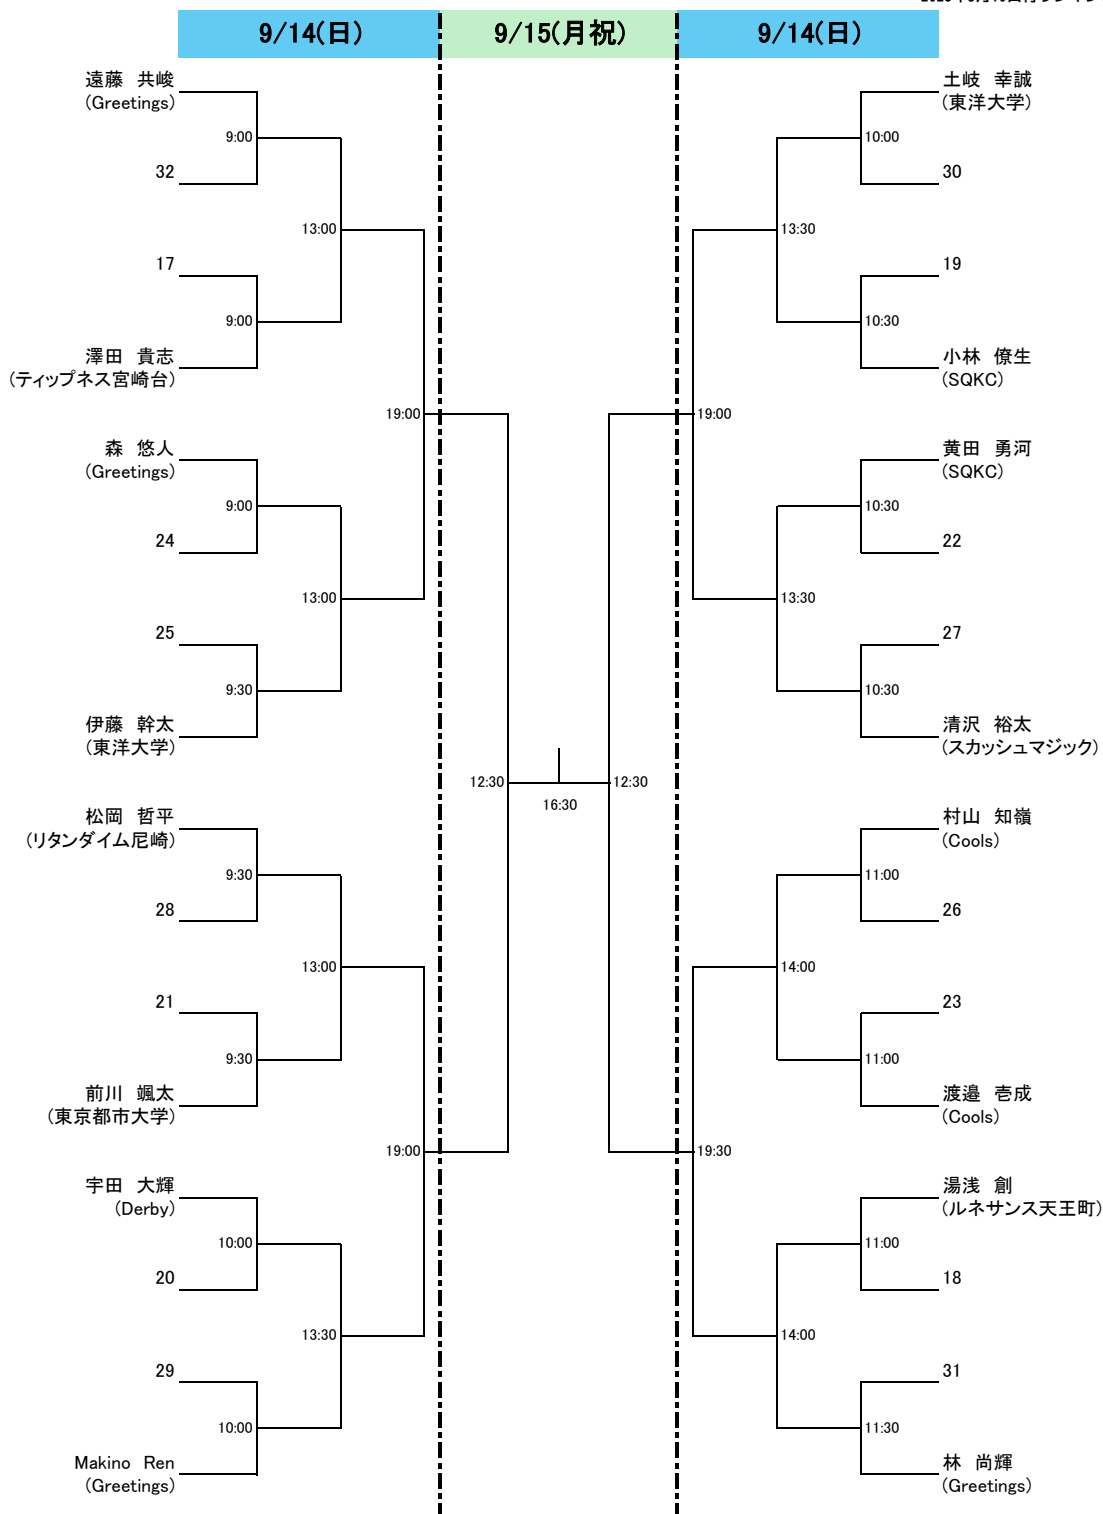 9/14(日)
9/15(月祝)
9/14(日)
遠藤　共峻
(Greetings)
9:00
32
13:00
17
9:00
澤田　貴志
(ティップネス宮崎台)
19:00
森　悠人
(Greetings)
9:00
24
13:00
25
9:30
伊藤　幹太
(東洋大学)
12:30
松岡　哲平
(リタンダイム尼崎)
9:30
28
13:00
21
9:30
前川　颯太
(東京都市大学)
19:00
宇田　大輝
(Derby)
10:00
20
13:30
29
10:00
Makino　Ren
(Greetings)
16:30
土岐　幸誠
(東洋大学)
10:00
30
13:30
19
10:30
小林　僚生
(SQKC)
19:00
黄田　勇河
(SQKC)
10:30
22
13:30
27
10:30
清沢　裕太
(スカッシュマジック)
12:30
村山　知嶺
(Cools)
11:00
26
14:00
23
11:00
渡邉　壱成
(Cools)
19:30
湯浅　創
(ルネサンス天王町)
11:00
18
14:00
31
11:30
林　尚輝
(Greetings)